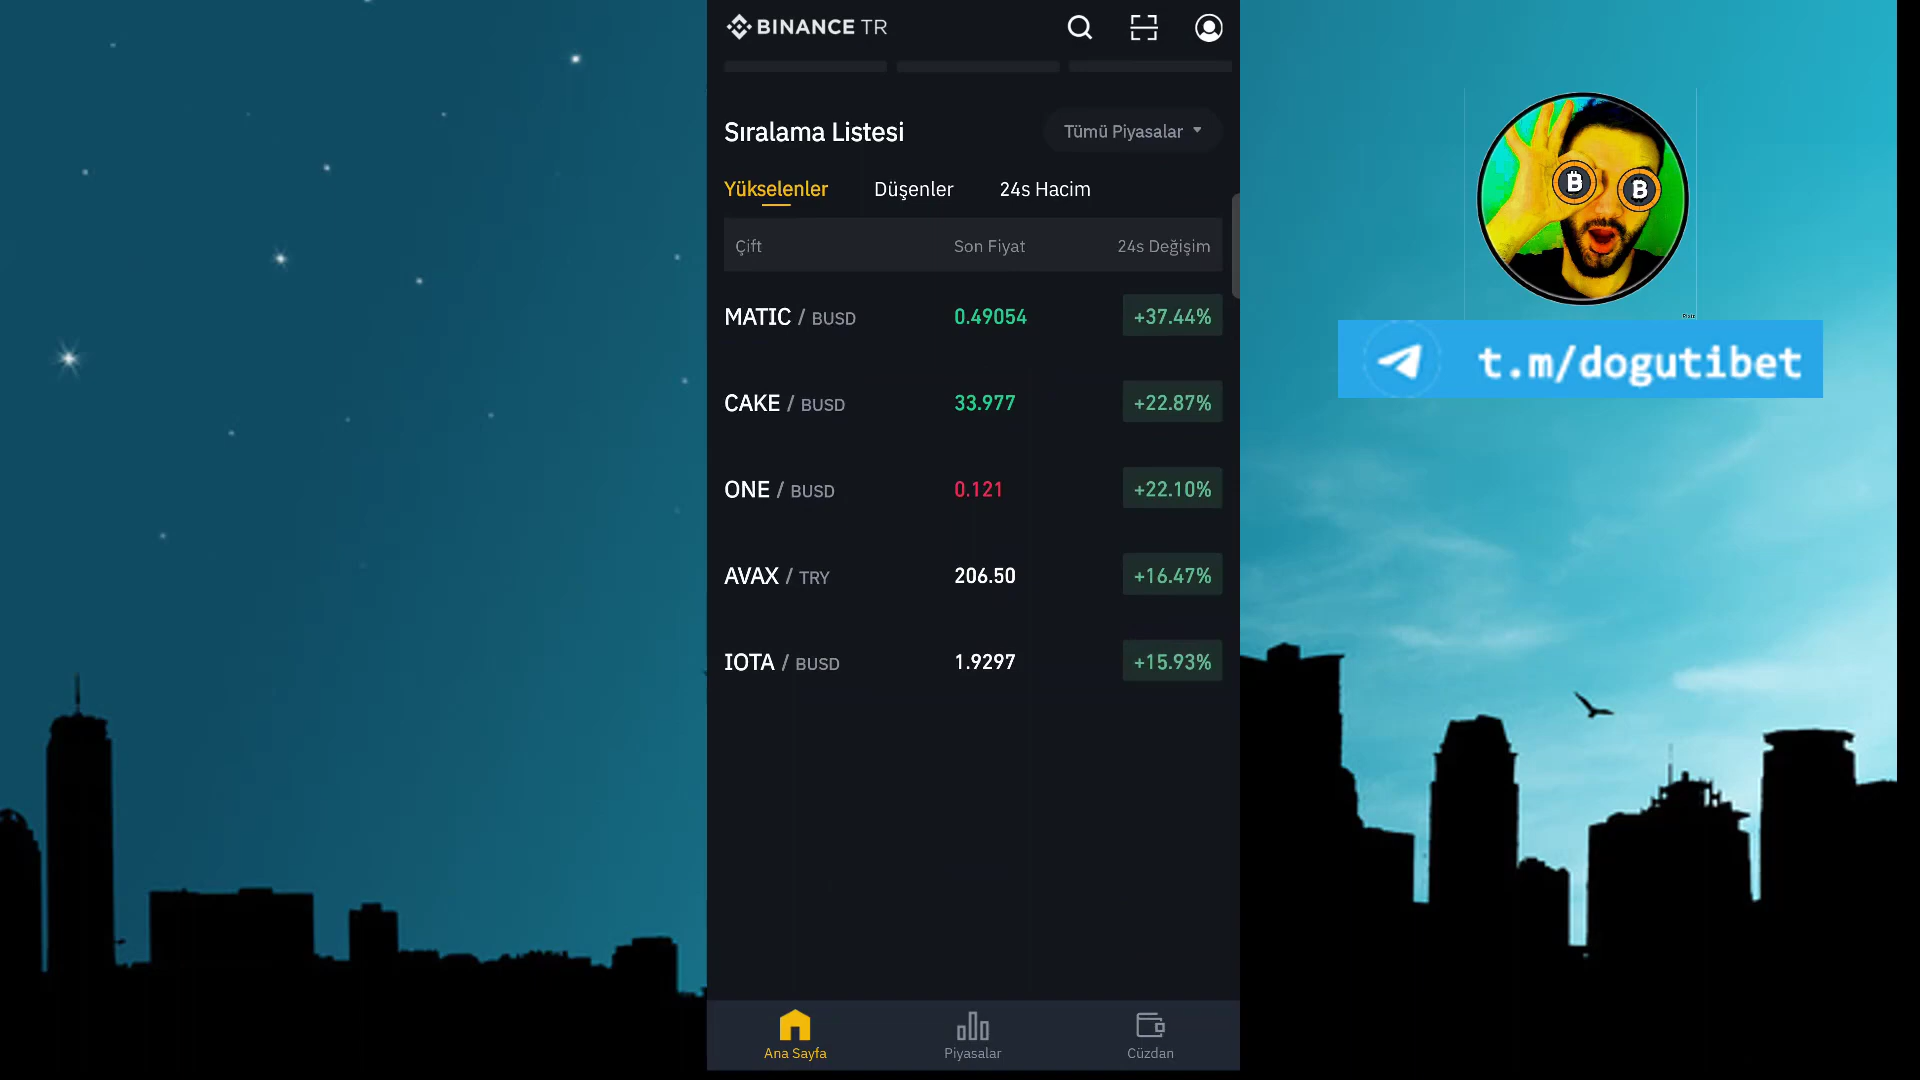 BINANCE TR
Sıralama Listesi
Tümü Piyasalar
Yükselenler Düşenler 24s Hacim
Çift Son Fiyat 24s Değişim
MATIC / BUSD 0.49054 +37.44%
CAKE / BUSD 33.977 +22.87%
ONE / BUSD 0.121 +22.10%
AVAX / TRY 206.50 +16.47%
IOTA / BUSD 1.9297 +15.93%
Ana Sayfa Piyasalar Cüzdan
t.m/dogutibet